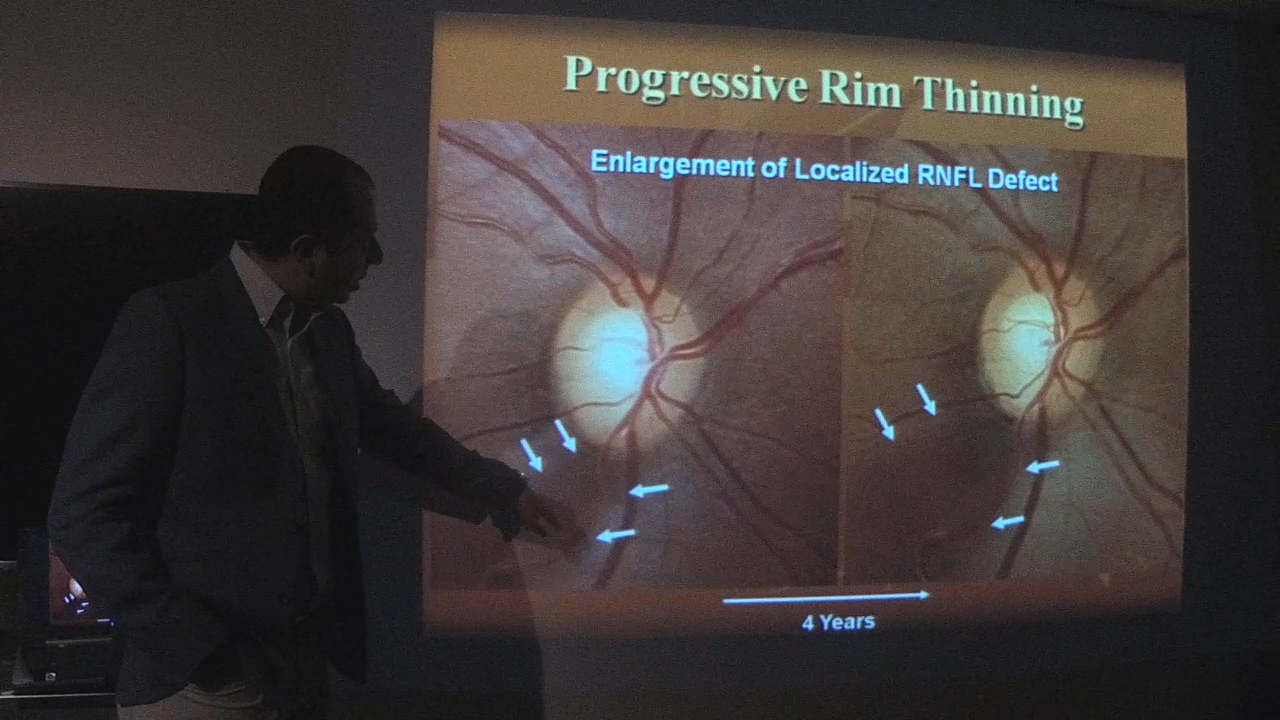 Progressive Rim Thinning
Enlargement of Localized RNFL Defect
4 Years